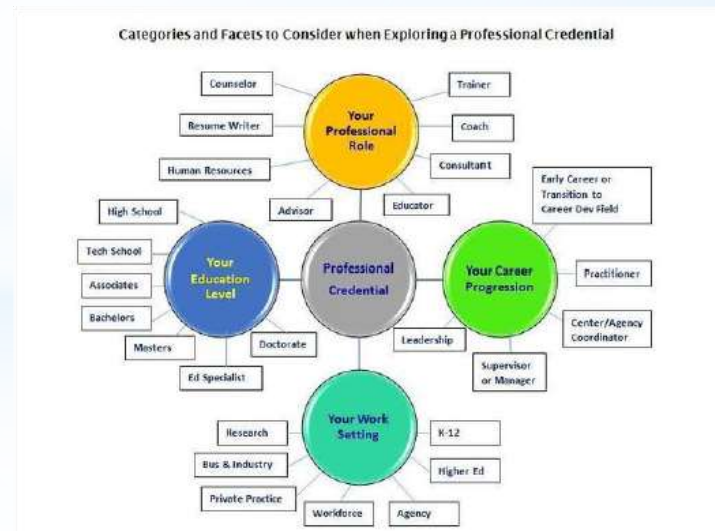 Categories and Facets to Consider when Exploring a Professional Credential
Counselor
Resume Writer
Human Resources
Advisor
Your
Professional
Role
Trainer
Coach
Consultant
Educator
High School
Tech School
Associates
Bachelors
Masters
Ed Specialist
Doctorate
Your
Education
Level
Professional
Credential
Your Career
Progression
Early Career or
Transition to
Career Dev Field
Practitioner
Center/Agency
Coordinator
Supervisor
or Manager
Leadership
Your Work
Setting
Research
Bus & Industry
Private Practice
Workforce
Agency
Higher Ed
K-12